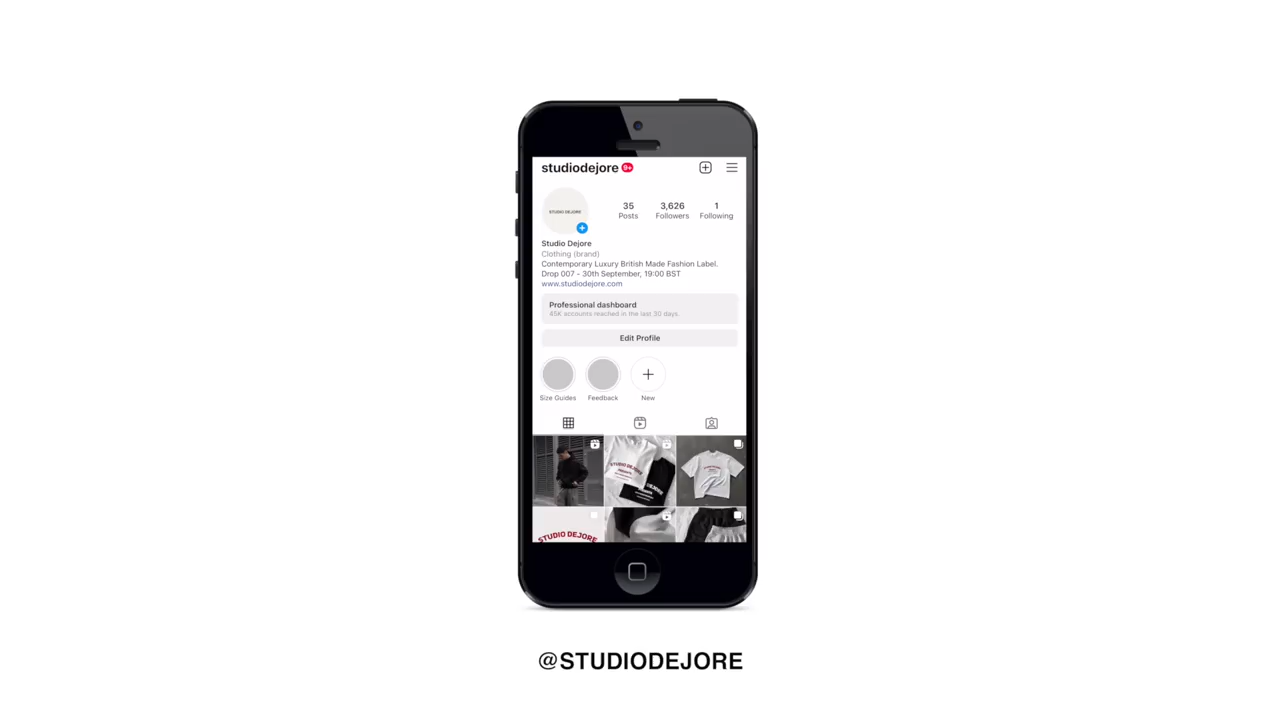 studiodejore 9+
STUDIO DEJORE
35 3,626 1
Posts Followers Following
Studio Dejore
Clothing (brand)
Contemporary Luxury British Made Fashion Label.
Drop 007 - 30th September, 19:00 BST
www.studiodejore.com
Professional dashboard
45K accounts reached in the last 30 days.
Edit Profile
Size Guides Feedback New
STUDIO DEJORE
STUDIO DEJORE
@STUDIODEJORE